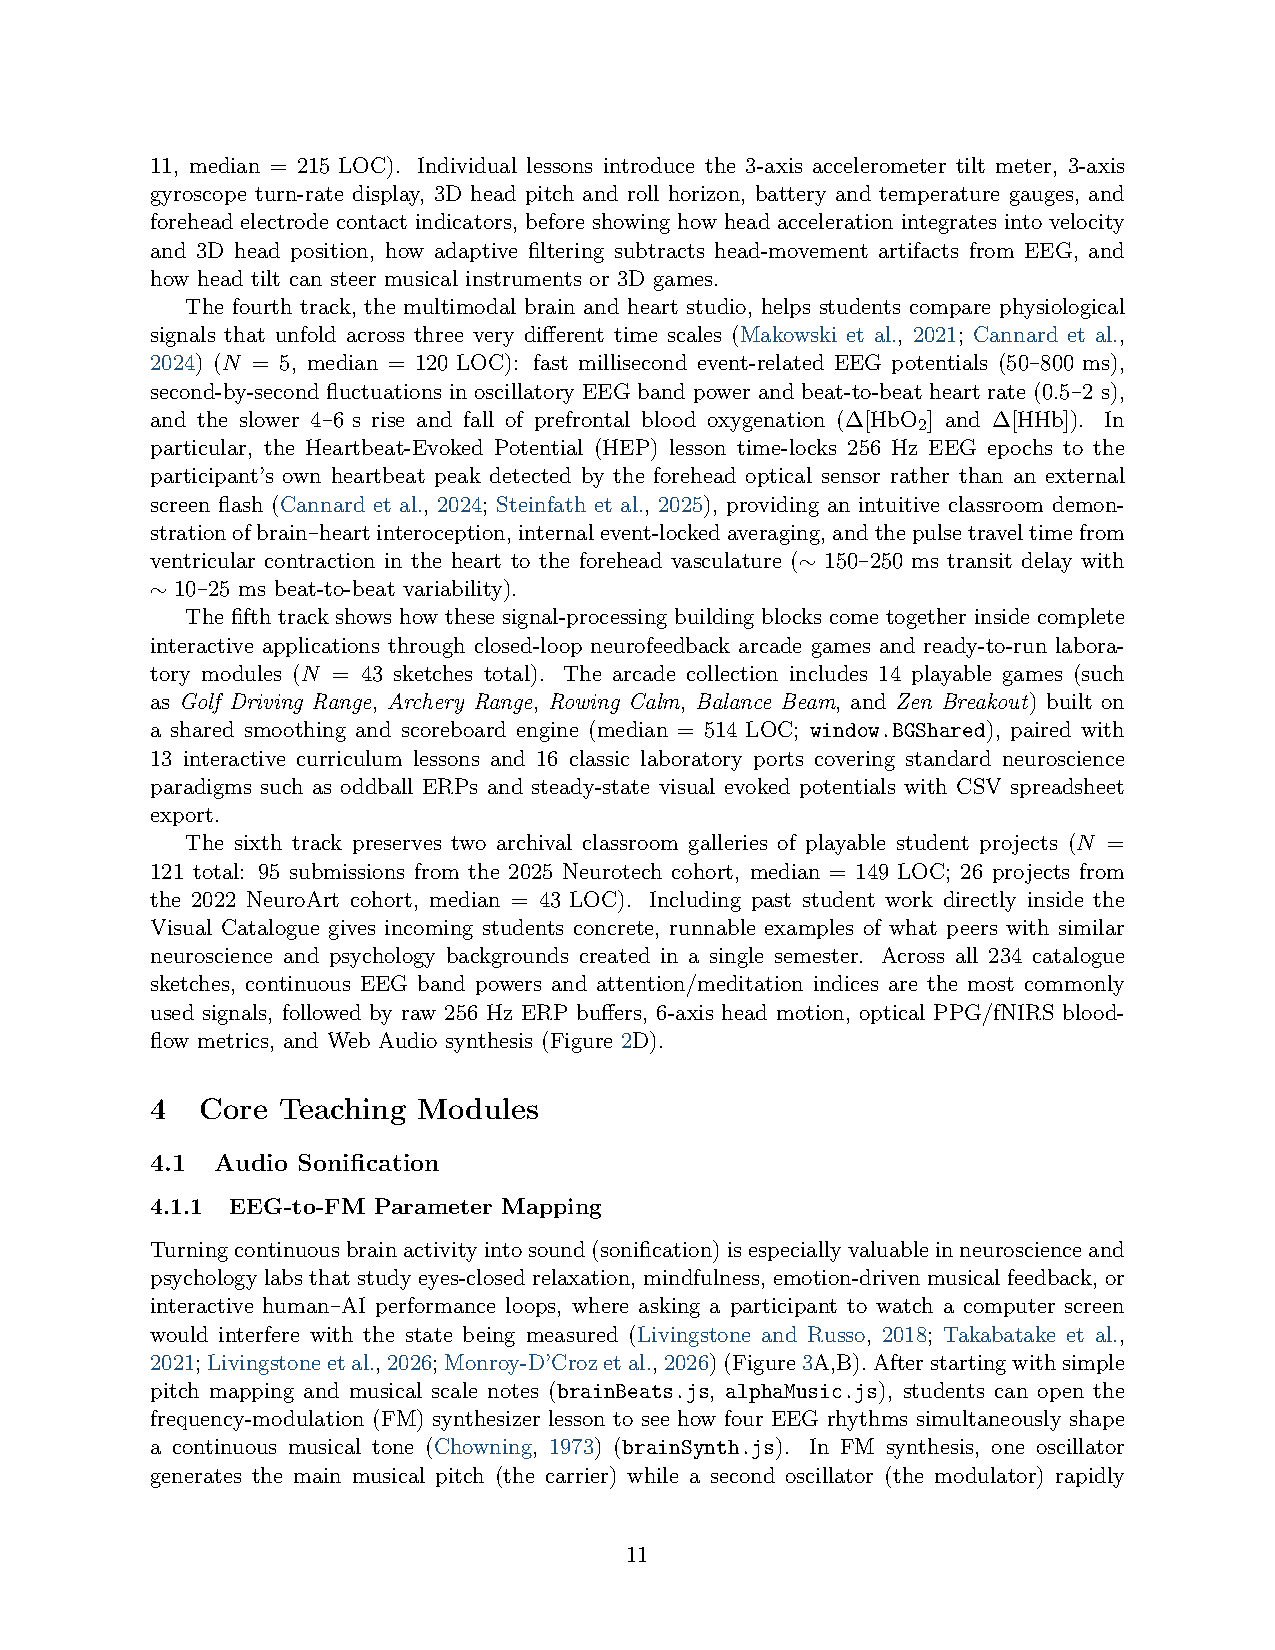 11, median = 215 LOC). Individual lessons introduce the 3-axis accelerometer tilt meter, 3-axis
gyroscope turn-rate display, 3D head pitch and roll horizon, battery and temperature gauges, and
forehead electrode contact indicators, before showing how head acceleration integrates into velocity
and 3D head position, how adaptive filtering subtracts head-movement artifacts from EEG, and
how head tilt can steer musical instruments or 3D games.
The fourth track, the multimodal brain and heart studio, helps students compare physiological
signals that unfold across three very different time scales (Makowski et al., 2021; Cannard et al.,
2024) (N = 5, median = 120 LOC): fast millisecond event-related EEG potentials (50–800 ms),
second-by-second fluctuations in oscillatory EEG band power and beat-to-beat heart rate (0.5–2 s),
and the slower 4–6 s rise and fall of prefrontal blood oxygenation (Δ[HbO₂] and Δ[HHb]). In
particular, the Heartbeat-Evoked Potential (HEP) lesson time-locks 256 Hz EEG epochs to the
participant's own heartbeat peak detected by the forehead optical sensor rather than an external
screen flash (Cannard et al., 2024; Steinfath et al., 2025), providing an intuitive classroom demon-
stration of brain–heart interoception, internal event-locked averaging, and the pulse travel time from
ventricular contraction in the heart to the forehead vasculature (∼ 150–250 ms transit delay with
∼ 10–25 ms beat-to-beat variability).
The fifth track shows how these signal-processing building blocks come together inside complete
interactive applications through closed-loop neurofeedback arcade games and ready-to-run labora-
tory modules (N = 43 sketches total). The arcade collection includes 14 playable games (such
as Golf Driving Range, Archery Range, Rowing Calm, Balance Beam, and Zen Breakout) built on
a shared smoothing and scoreboard engine (median = 514 LOC; window.BGShared), paired with
13 interactive curriculum lessons and 16 classic laboratory ports covering standard neuroscience
paradigms such as oddball ERPs and steady-state visual evoked potentials with CSV spreadsheet
export.
The sixth track preserves two archival classroom galleries of playable student projects (N =
121 total: 95 submissions from the 2025 Neurotech cohort, median = 149 LOC; 26 projects from
the 2022 NeuroArt cohort, median = 43 LOC). Including past student work directly inside the
Visual Catalogue gives incoming students concrete, runnable examples of what peers with similar
neuroscience and psychology backgrounds created in a single semester. Across all 234 catalogue
sketches, continuous EEG band powers and attention/meditation indices are the most commonly
used signals, followed by raw 256 Hz ERP buffers, 6-axis head motion, optical PPG/fNIRS blood-
flow metrics, and Web Audio synthesis (Figure 2D).
4 Core Teaching Modules
4.1 Audio Sonification
4.1.1 EEG-to-FM Parameter Mapping
Turning continuous brain activity into sound (sonification) is especially valuable in neuroscience and
psychology labs that study eyes-closed relaxation, mindfulness, emotion-driven musical feedback, or
interactive human–AI performance loops, where asking a participant to watch a computer screen
would interfere with the state being measured (Livingstone and Russo, 2018; Takabatake et al.,
2021; Livingstone et al., 2026; Monroy-D'Croz et al., 2026) (Figure 3A,B). After starting with simple
pitch mapping and musical scale notes (brainBeats.js, alphaMusic.js), students can open the
frequency-modulation (FM) synthesizer lesson to see how four EEG rhythms simultaneously shape
a continuous musical tone (Chowning, 1973) (brainSynth.js). In FM synthesis, one oscillator
generates the main musical pitch (the carrier) while a second oscillator (the modulator) rapidly
11